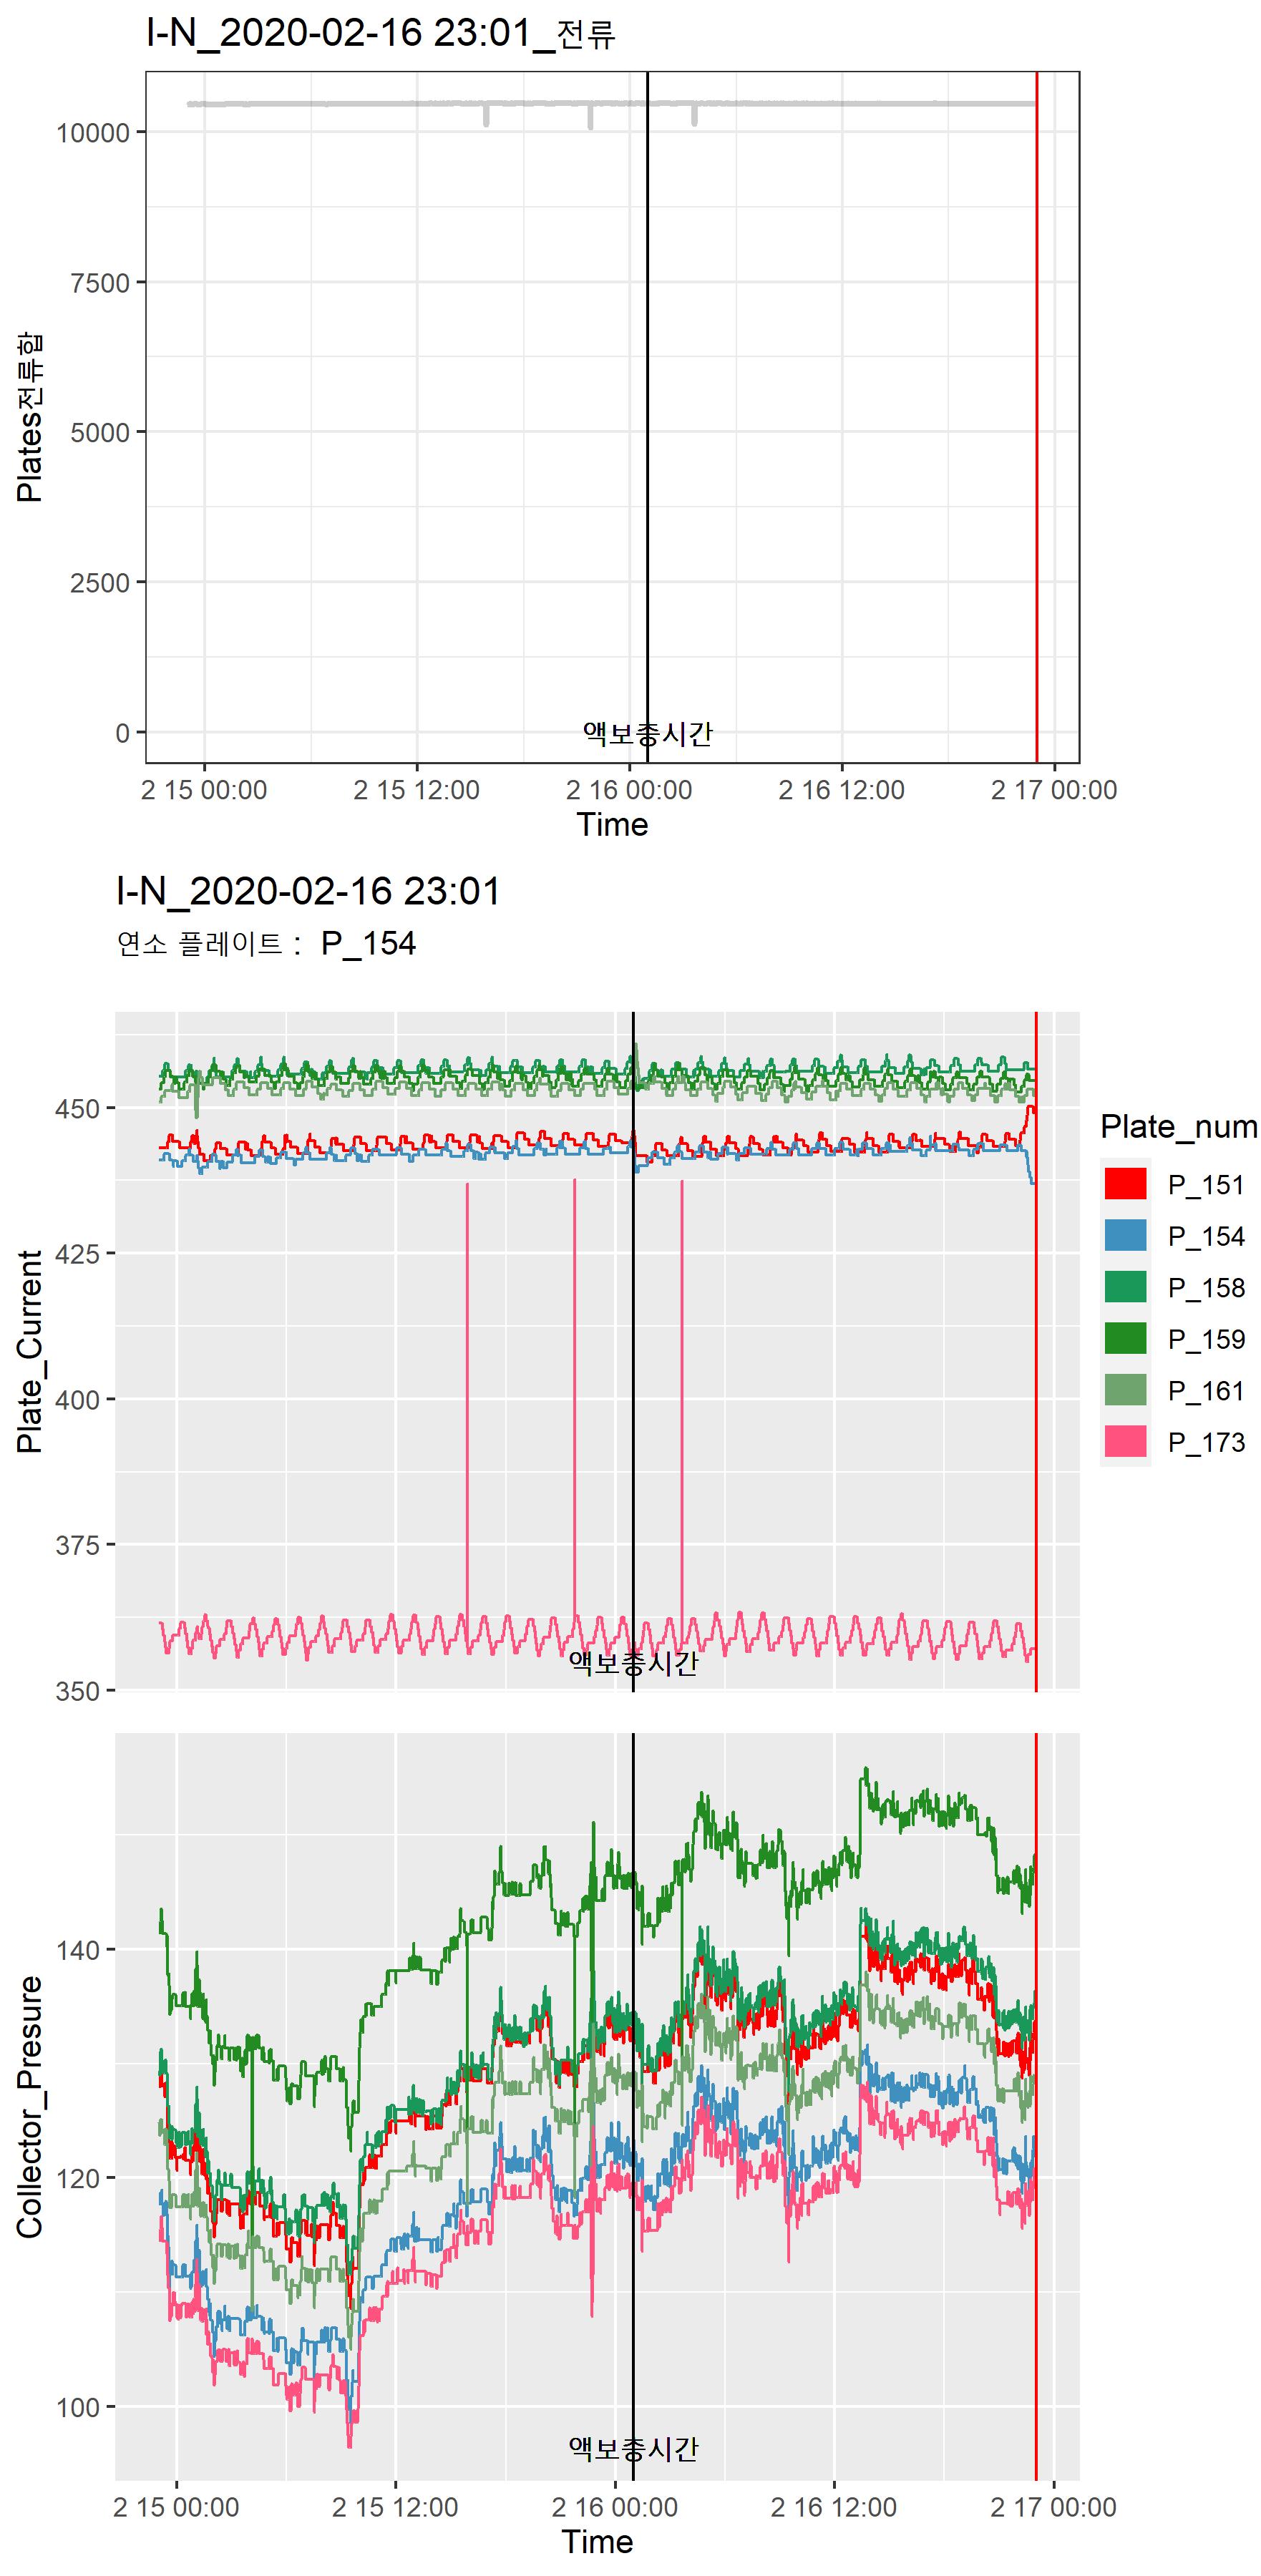 I-N_2020-02-16 23:01_전류
10000
7500
5000
2500
0
Plates전류합
액보충시간
2 15 00:00
2 15 12:00
2 16 00:00
2 16 12:00
2 17 00:00
Time
I-N_2020-02-16 23:01
연소 플레이트 : P_154
450
425
400
375
350
Plate_Current
액보충시간
Plate_num
P_151
P_154
P_158
P_159
P_161
P_173
140
120
100
Collector_Presure
액보충시간
2 15 00:00
2 15 12:00
2 16 00:00
2 16 12:00
2 17 00:00
Time